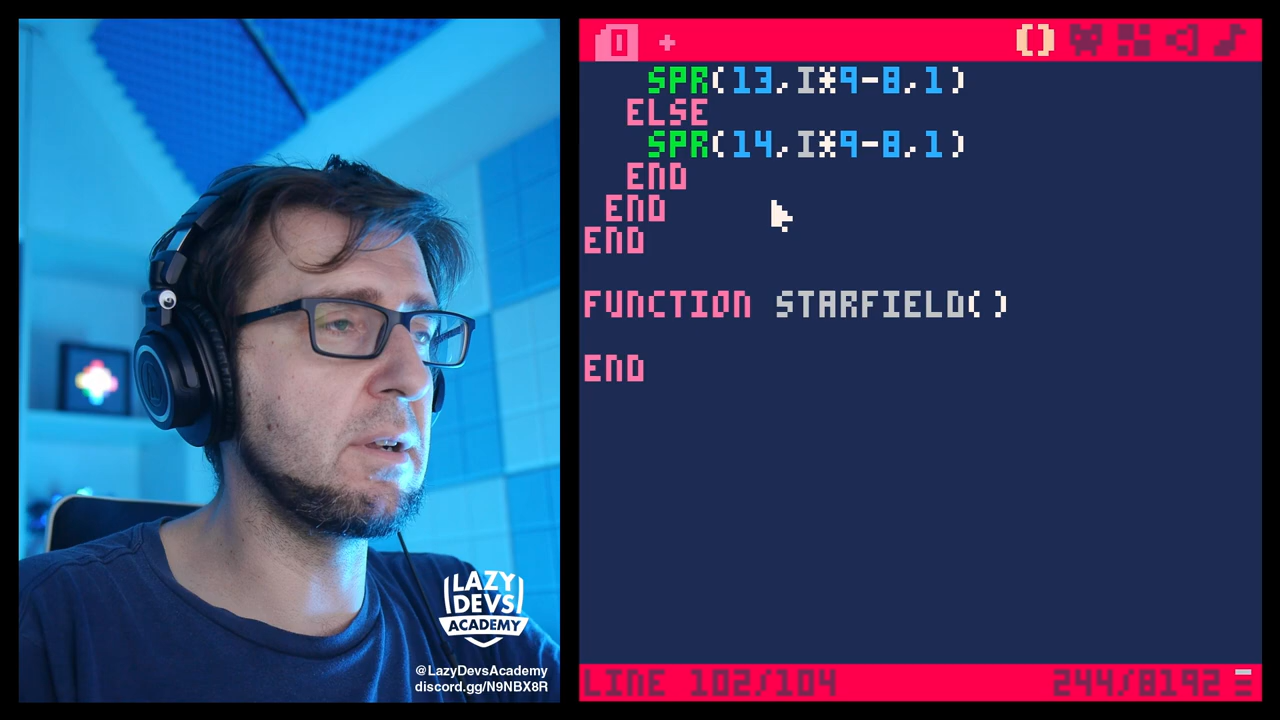 0 +
SPR(13,I*9-8,1)
ELSE
SPR(14,I*9-8,1)
END
END
END
FUNCTION STARFIELD()
END
LINE 102/104 244/8192
LAZY
DEVS
ACADEMY
@LazyDevsAcademy
discord.gg/N9NBX8R